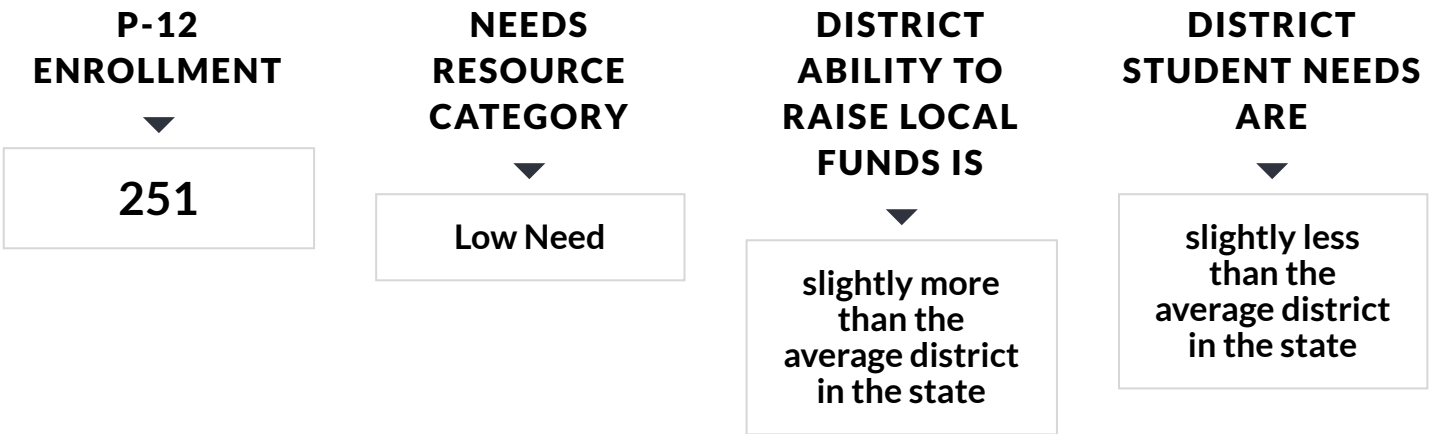 P-12
ENROLLMENT
251
NEEDS
RESOURCE
CATEGORY
Low Need
DISTRICT
ABILITY TO
RAISE LOCAL
FUNDS IS
slightly more
than the
average district
in the state
DISTRICT
STUDENT NEEDS
ARE
slightly less
than the
average district
in the state